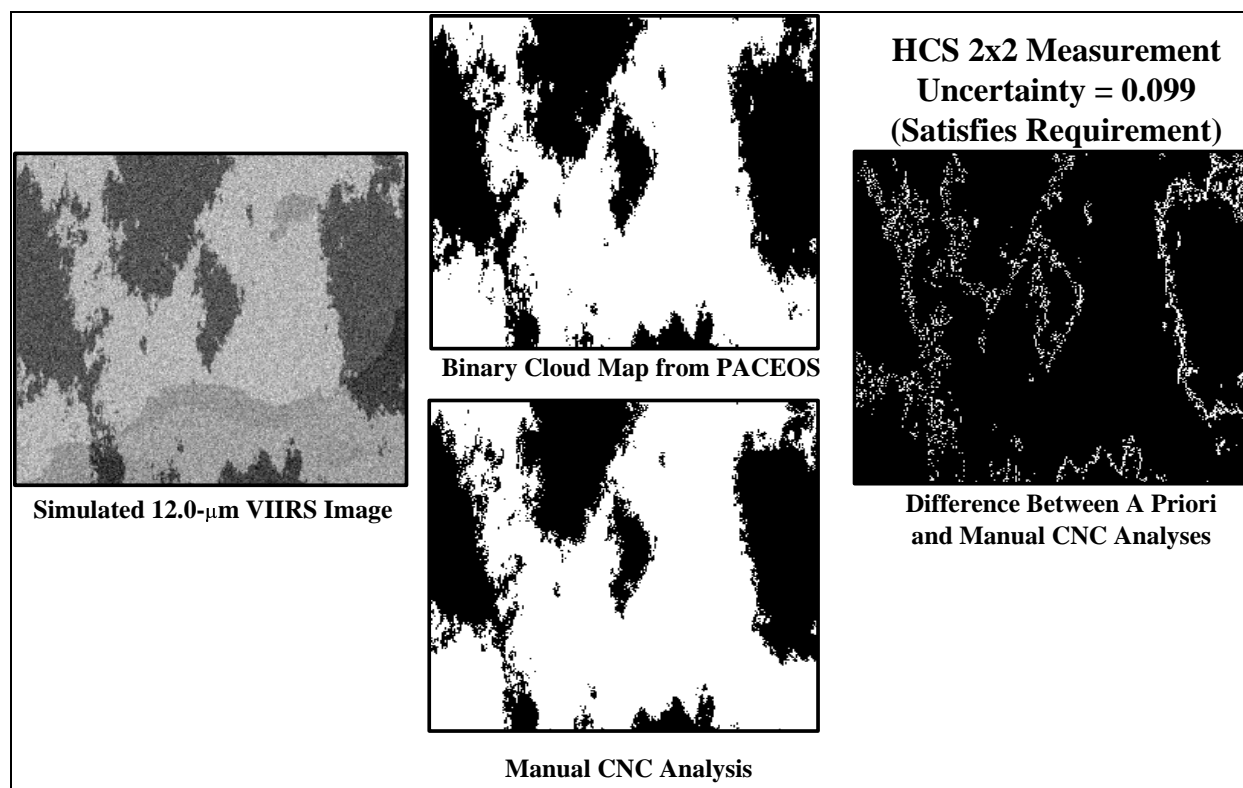 HCS 2x2 Measurement
Uncertainty = 0.099
(Satisfies Requirement)
Binary Cloud Map from PACEOS
Simulated 12.0-μm VIIRS Image
Difference Between A Priori
and Manual CNC Analyses
Manual CNC Analysis